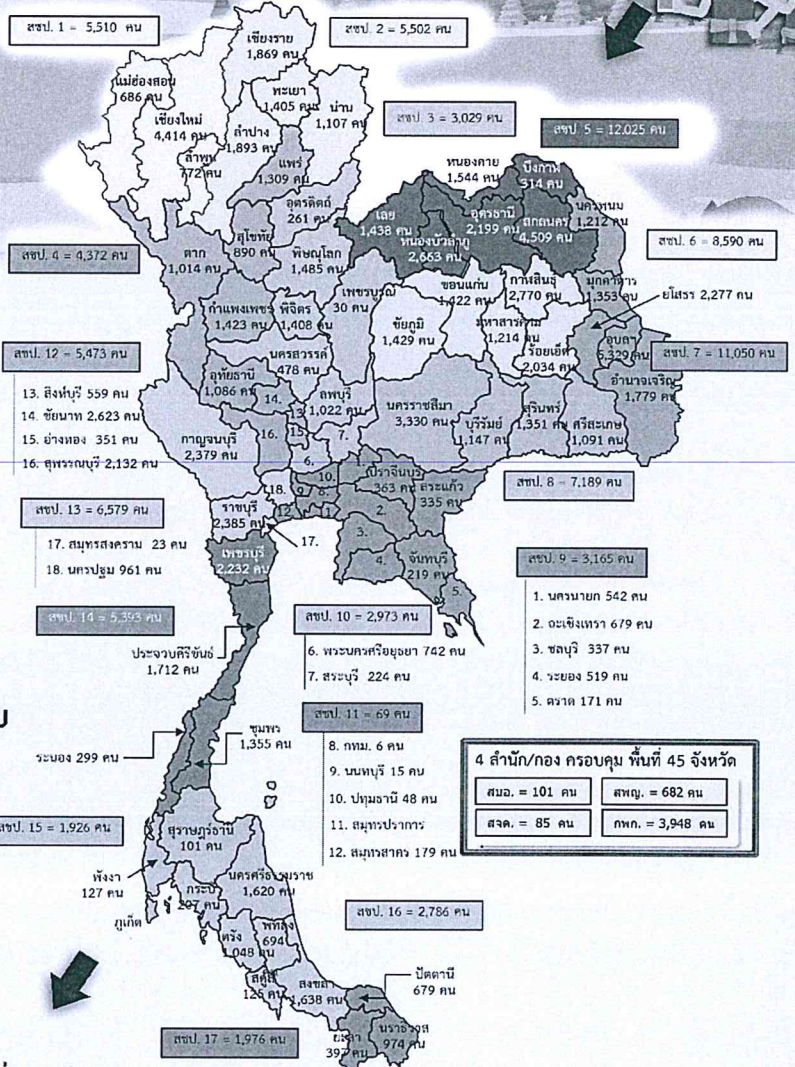 สชป. 1 = 5,510 คน
สชป. 2 = 5,502 คน
เชียงราย
1,869 คน
แม่ฮ่องสอน
686 คน
พะเยา
1,405 คน
น่าน
1,107 คน
เชียงใหม่
4,414 คน
ลำปาง
1,893 คน
ลำพูน
772 คน
แพร่
1,309 คน
สชป. 3 = 3,029 คน
สชป. 5 = 12,025 คน
หนองคาย
1,544 คน
บึงกาฬ
314 คน
อุตรดิตถ์
261 คน
เลย
1,438 คน
อุดรธานี
2,199 คน
นครพนม
1,212 คน
สกลนคร
4,509 คน
หนองบัวลำภู
2,663 คน
สชป. 4 = 4,372 คน
ตาก
1,014 คน
สุโขทัย
890 คน
พิษณุโลก
1,485 คน
สชป. 6 = 8,590 คน
กำแพงเพชร
1,423 คน
พิจิตร
1,408 คน
เพชรบูรณ์
30 คน
ขอนแก่น
1,422 คน
กาฬสินธุ์
2,770 คน
มุกดาหาร
1,353 คน
ยโสธร 2,277 คน
ชัยภูมิ
1,429 คน
มหาสารคาม
1,214 คน
ร้อยเอ็ด
2,034 คน
อุบลฯ
5,329 คน
สชป. 7 = 11,050 คน
อำนาจเจริญ
1,779 คน
สชป. 12 = 5,473 คน
13. สิงห์บุรี 559 คน
14. ชัยนาท 2,623 คน
15. อ่างทอง 351 คน
16. สุพรรณบุรี 2,132 คน
นครสวรรค์
478 คน
อุทัยธานี
1,086 คน
14.
13
15.
16.
ลพบุรี
1,022 คน
7.
6.
นครราชสีมา
3,330 คน
บุรีรัมย์
1,147 คน
สุรินทร์
1,351 คน
ศรีสะเกษ
1,091 คน
กาญจนบุรี
2,379 คน
สชป. 8 = 7,189 คน
สชป. 13 = 6,579 คน
17. สมุทรสงคราม 23 คน
18. นครปฐม 961 คน
ราชบุรี
2,385 คน
18.
10.
9
8.
12
11
1.
ปราจีนบุรี
363 คน
สระแก้ว
335 คน
2.
3.
4.
5.
17.
จันทบุรี
219 คน
เพชรบุรี
2,232 คน
สชป. 9 = 3,165 คน
1. นครนายก 542 คน
2. ฉะเชิงเทรา 679 คน
3. ชลบุรี 337 คน
4. ระยอง 519 คน
5. ตราด 171 คน
สชป. 14 = 5,393 คน
ประจวบคีรีขันธ์
1,712 คน
สชป. 10 = 2,973 คน
6. พระนครศรีอยุธยา 742 คน
7. สระบุรี 224 คน
สชป. 11 = 69 คน
8. กทม. 6 คน
9. นนทบุรี 15 คน
10. ปทุมธานี 48 คน
11. สมุทรปราการ
12. สมุทรสาคร 179 คน
ชุมพร
1,355 คน
ระนอง 299 คน
4 สำนัก/กอง ครอบคุม พื้นที่ 45 จังหวัด
สบอ. = 101 คน
สพญ. = 682 คน
สจด. = 85 คน
กพก. = 3,948 คน
สชป. 15 = 1,926 คน
สุราษฎร์ธานี
101 คน
พังงา
127 คน
นครศรีธรรมราช
1,620 คน
ภูเก็ต
กระบี่
ตรัง
1,048 คน
พัทลุง
694
สตูล
สงขลา
1,638 คน
สชป. 16 = 2,786 คน
ปัตตานี
679 คน
สชป. 17 = 1,976 คน
ยะลา
397 คน
นราธิวาส
974 คน